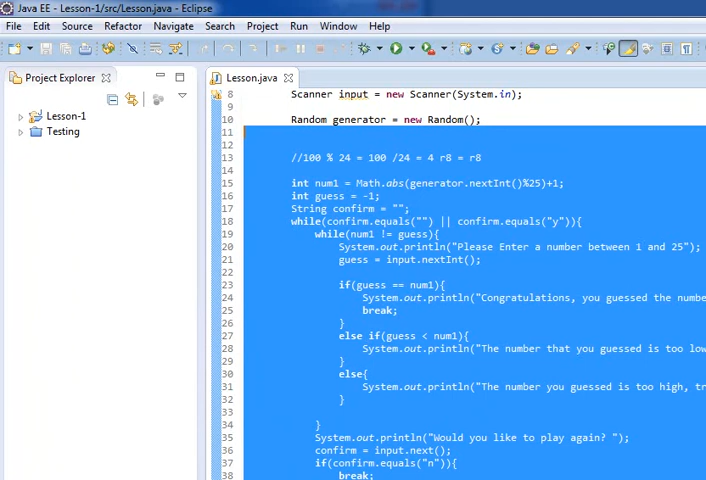 Java EE - Lesson-1/src/Lesson.java - Eclipse
File Edit Source Refactor Navigate Search Project Run Window Help
Project Explorer
Lesson.java
Lesson-1
Testing
8 Scanner input = new Scanner(System.in);
9
10 Random generator = new Random();
11
12
13 //100 % 24 = 100 /24 = 4 r8 = r8
14
15 int num1 = Math.abs(generator.nextInt()%25)+1;
16 int guess = -1;
17 String confirm = "";
18 while(confirm.equals("") || confirm.equals("y")){
19 while(num1 != guess){
20 System.out.println("Please Enter a number between 1 and 25");
21 guess = input.nextInt();
22
23 if(guess == num1){
24 System.out.println("Congratulations, you guessed the numbe
25 break;
26 }
27 else if(guess < num1){
28 System.out.println("The number that you guessed is too low
29 }
30 else{
31 System.out.println("The number you guessed is too high, tr
32 }
33
34 }
35 System.out.println("Would you like to play again? ");
36 confirm = input.next();
37 if(confirm.equals("n")){
38 break;